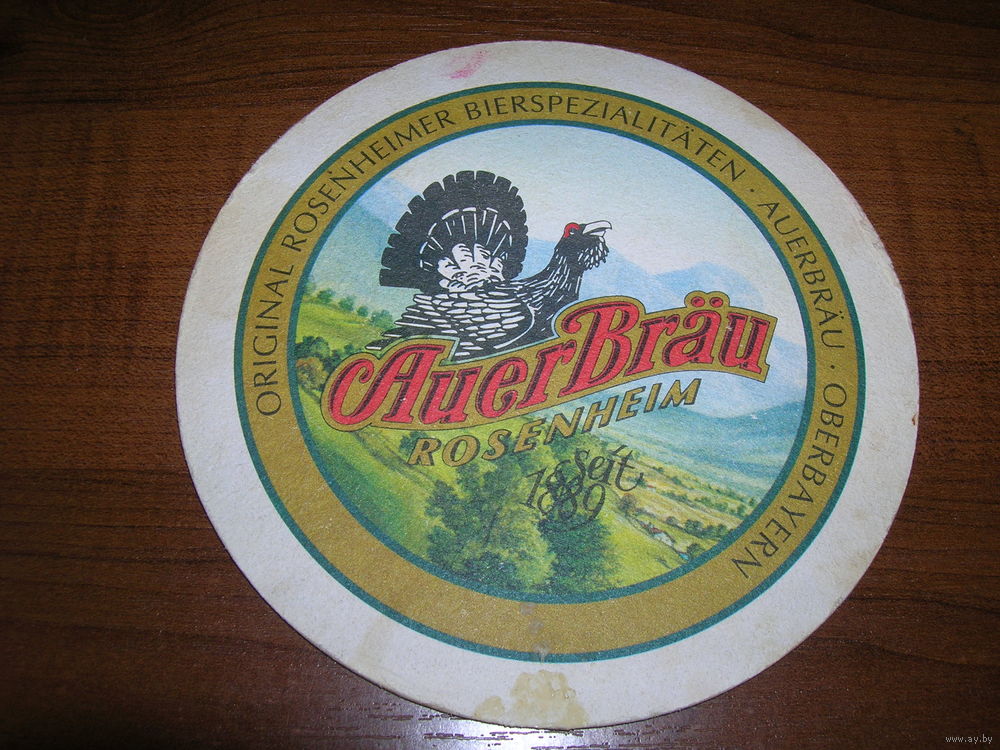 ORIGINAL ROSENHEIMER BIERSPEZIALITÄTEN · AUERBRÄU · OBERBAYERN
AuerBräu
ROSENHEIM
seit
1889
www.ay.by